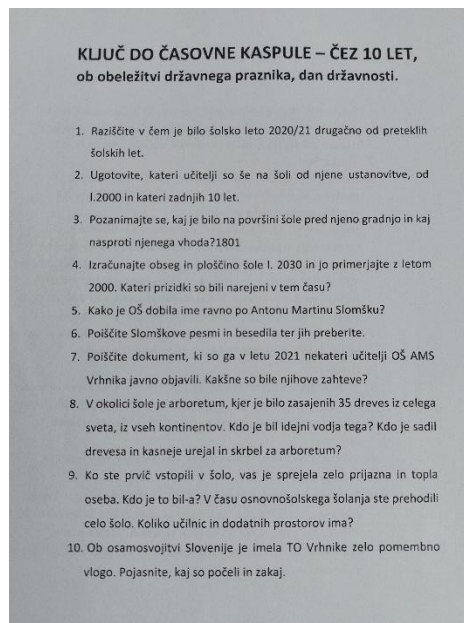 KLJUČ DO ČASOVNE KASPULE – ČEZ 10 LET,
ob obeležitvi državnega praznika, dan državnosti.
1. Raziščite v čem je bilo šolsko leto 2020/21 drugačno od preteklih
šolskih let.
2. Ugotovite, kateri učitelji so še na šoli od njene ustanovitve, od
l.2000 in kateri zadnjih 10 let.
3. Pozanimajte se, kaj je bilo na površini šole pred njeno gradnjo in kaj
nasproti njenega vhoda?1801
4. Izračunajte obseg in ploščino šole l. 2030 in jo primerjajte z letom
2000. Kateri prizidki so bili narejeni v tem času?
5. Kako je OŠ dobila ime ravno po Antonu Martinu Slomšku?
6. Poiščite Slomškove pesmi in besedila ter jih preberite.
7. Poiščite dokument, ki so ga v letu 2021 nekateri učitelji OŠ AMS
Vrhnika javno objavili. Kakšne so bile njihove zahteve?
8. V okolici šole je arboretum, kjer je bilo zasajenih 35 dreves iz celega
sveta, iz vseh kontinentov. Kdo je bil idejni vodja tega? Kdo je sadil
drevesa in kasneje urejal in skrbel za arboretum?
9. Ko ste prvič vstopili v šolo, vas je sprejela zelo prijazna in topla
oseba. Kdo je to bil-a? V času osnovnošolskega šolanja ste prehodili
celo šolo. Koliko učilnic in dodatnih prostorov ima?
10. Ob osamosvojitvi Slovenije je imela TO Vrhnike zelo pomembno
vlogo. Pojasnite, kaj so počeli in zakaj.